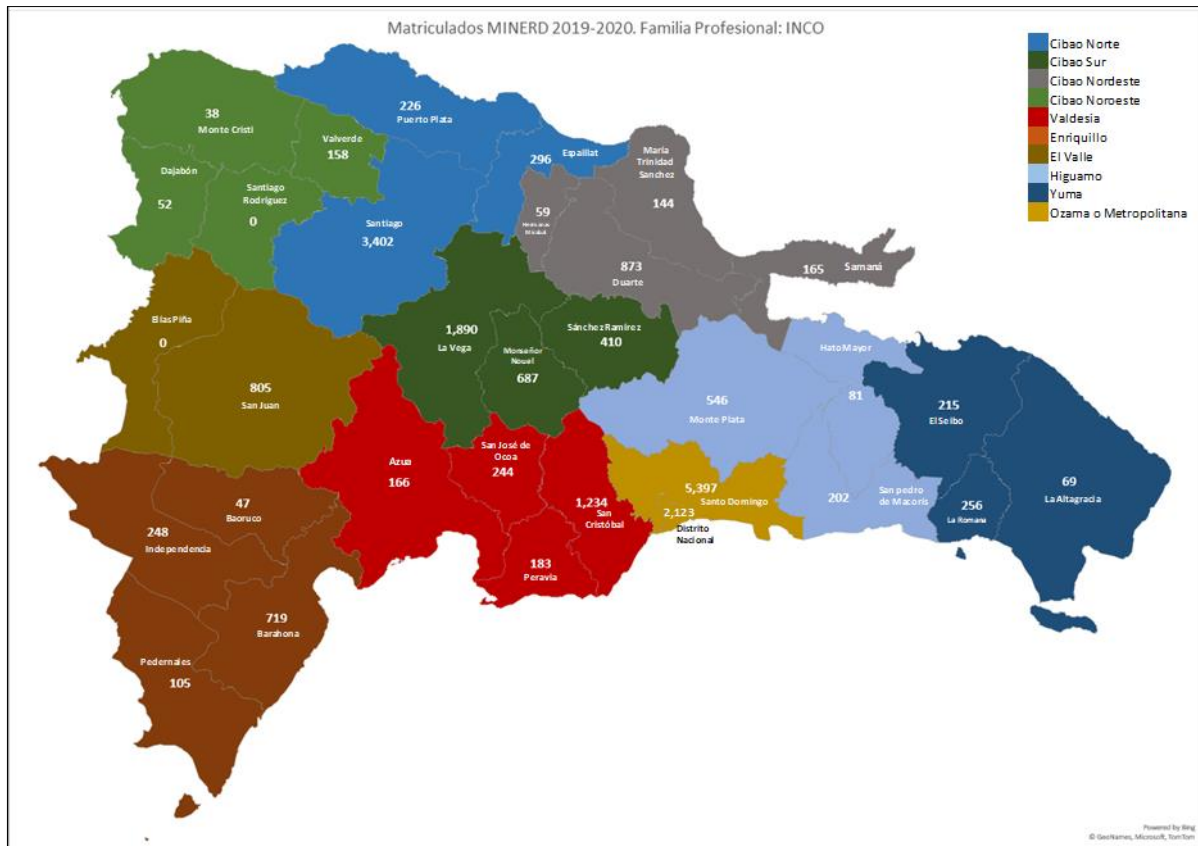 Matriculados MINERD 2019-2020. Familia Profesional: INCO
Cibao Norte
Cibao Sur
Cibao Nordeste
Cibao Noroeste
Valdesia
Enriquillo
El Valle
Higuamo
Yuma
Ozama o Metropolitana
38
Monte Cristi
226
Puerto Plata
Valverde
158
Espaillat
296
María
Trinidad
Sanchez
144
Dajabón
52
Santiago
Rodríguez
0
Santiago
3,402
59
Hermanas Mirabal
873
Duarte
165
Samaná
Elías Piña
0
805
San Juan
1,890
La Vega
Monseñor
Nouel
687
Sánchez Ramírez
410
Hato Mayor
81
546
Monte Plata
215
El Seibo
69
La Altagracia
Azua
166
San José de
Ocoa
244
1,234
San
Cristóbal
5,397
Santo Domingo
2,123
Distrito
Nacional
202
San pedro
de Macorís
256
La Romana
47
Baoruco
248
Independencia
183
Peravia
719
Barahona
Pedernales
105
Powered by Bing
© GeoNames, Microsoft, TomTom